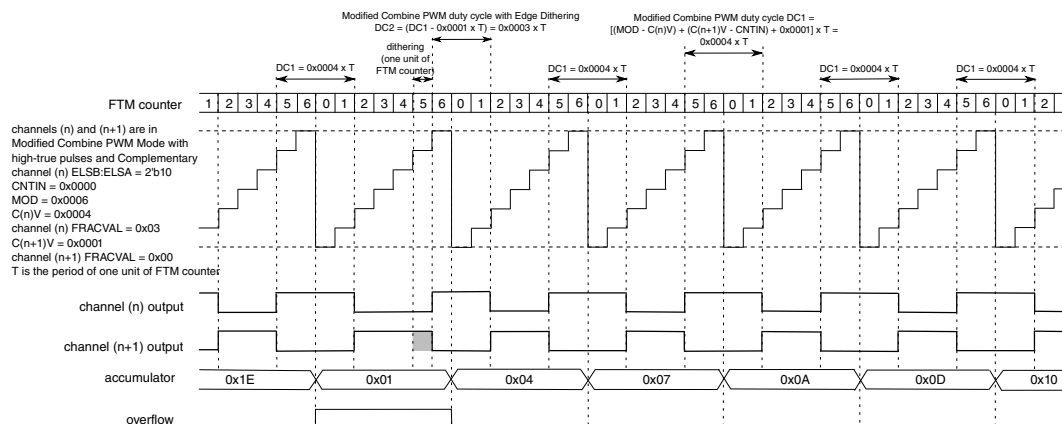 Modified Combine PWM duty cycle with Edge Dithering
DC2 = (DC1 - 0x0001 x T) = 0x0003 x T
Modified Combine PWM duty cycle DC1 =
[(MOD - C(n)V) + (C(n+1)V - CNTIN) + 0x0001] x T =
0x0004 x T
dithering
(one unit of
FTM counter)
DC1 = 0x0004 x T
DC1 = 0x0004 x T
DC1 = 0x0004 x T
DC1 = 0x0004 x T
FTM counter 1 2 3 4 5 6 0 1 2 3 4 5 6 0 1 2 3 4 5 6 0 1 2 3 4 5 6 0 1 2 3 4 5 6 0 1 2 3 4 5 6 0 1 2
channels (n) and (n+1) are in
Modified Combine PWM Mode with
high-true pulses and Complementary
channel (n) ELSB:ELSA = 2'b10
CNTIN = 0x0000
MOD = 0x0006
C(n)V = 0x0004
channel (n) FRACVAL = 0x03
C(n+1)V = 0x0001
channel (n+1) FRACVAL = 0x00
T is the period of one unit of FTM counter
channel (n) output
channel (n+1) output
accumulator 0x1E 0x01 0x04 0x07 0x0A 0x0D 0x10
overflow